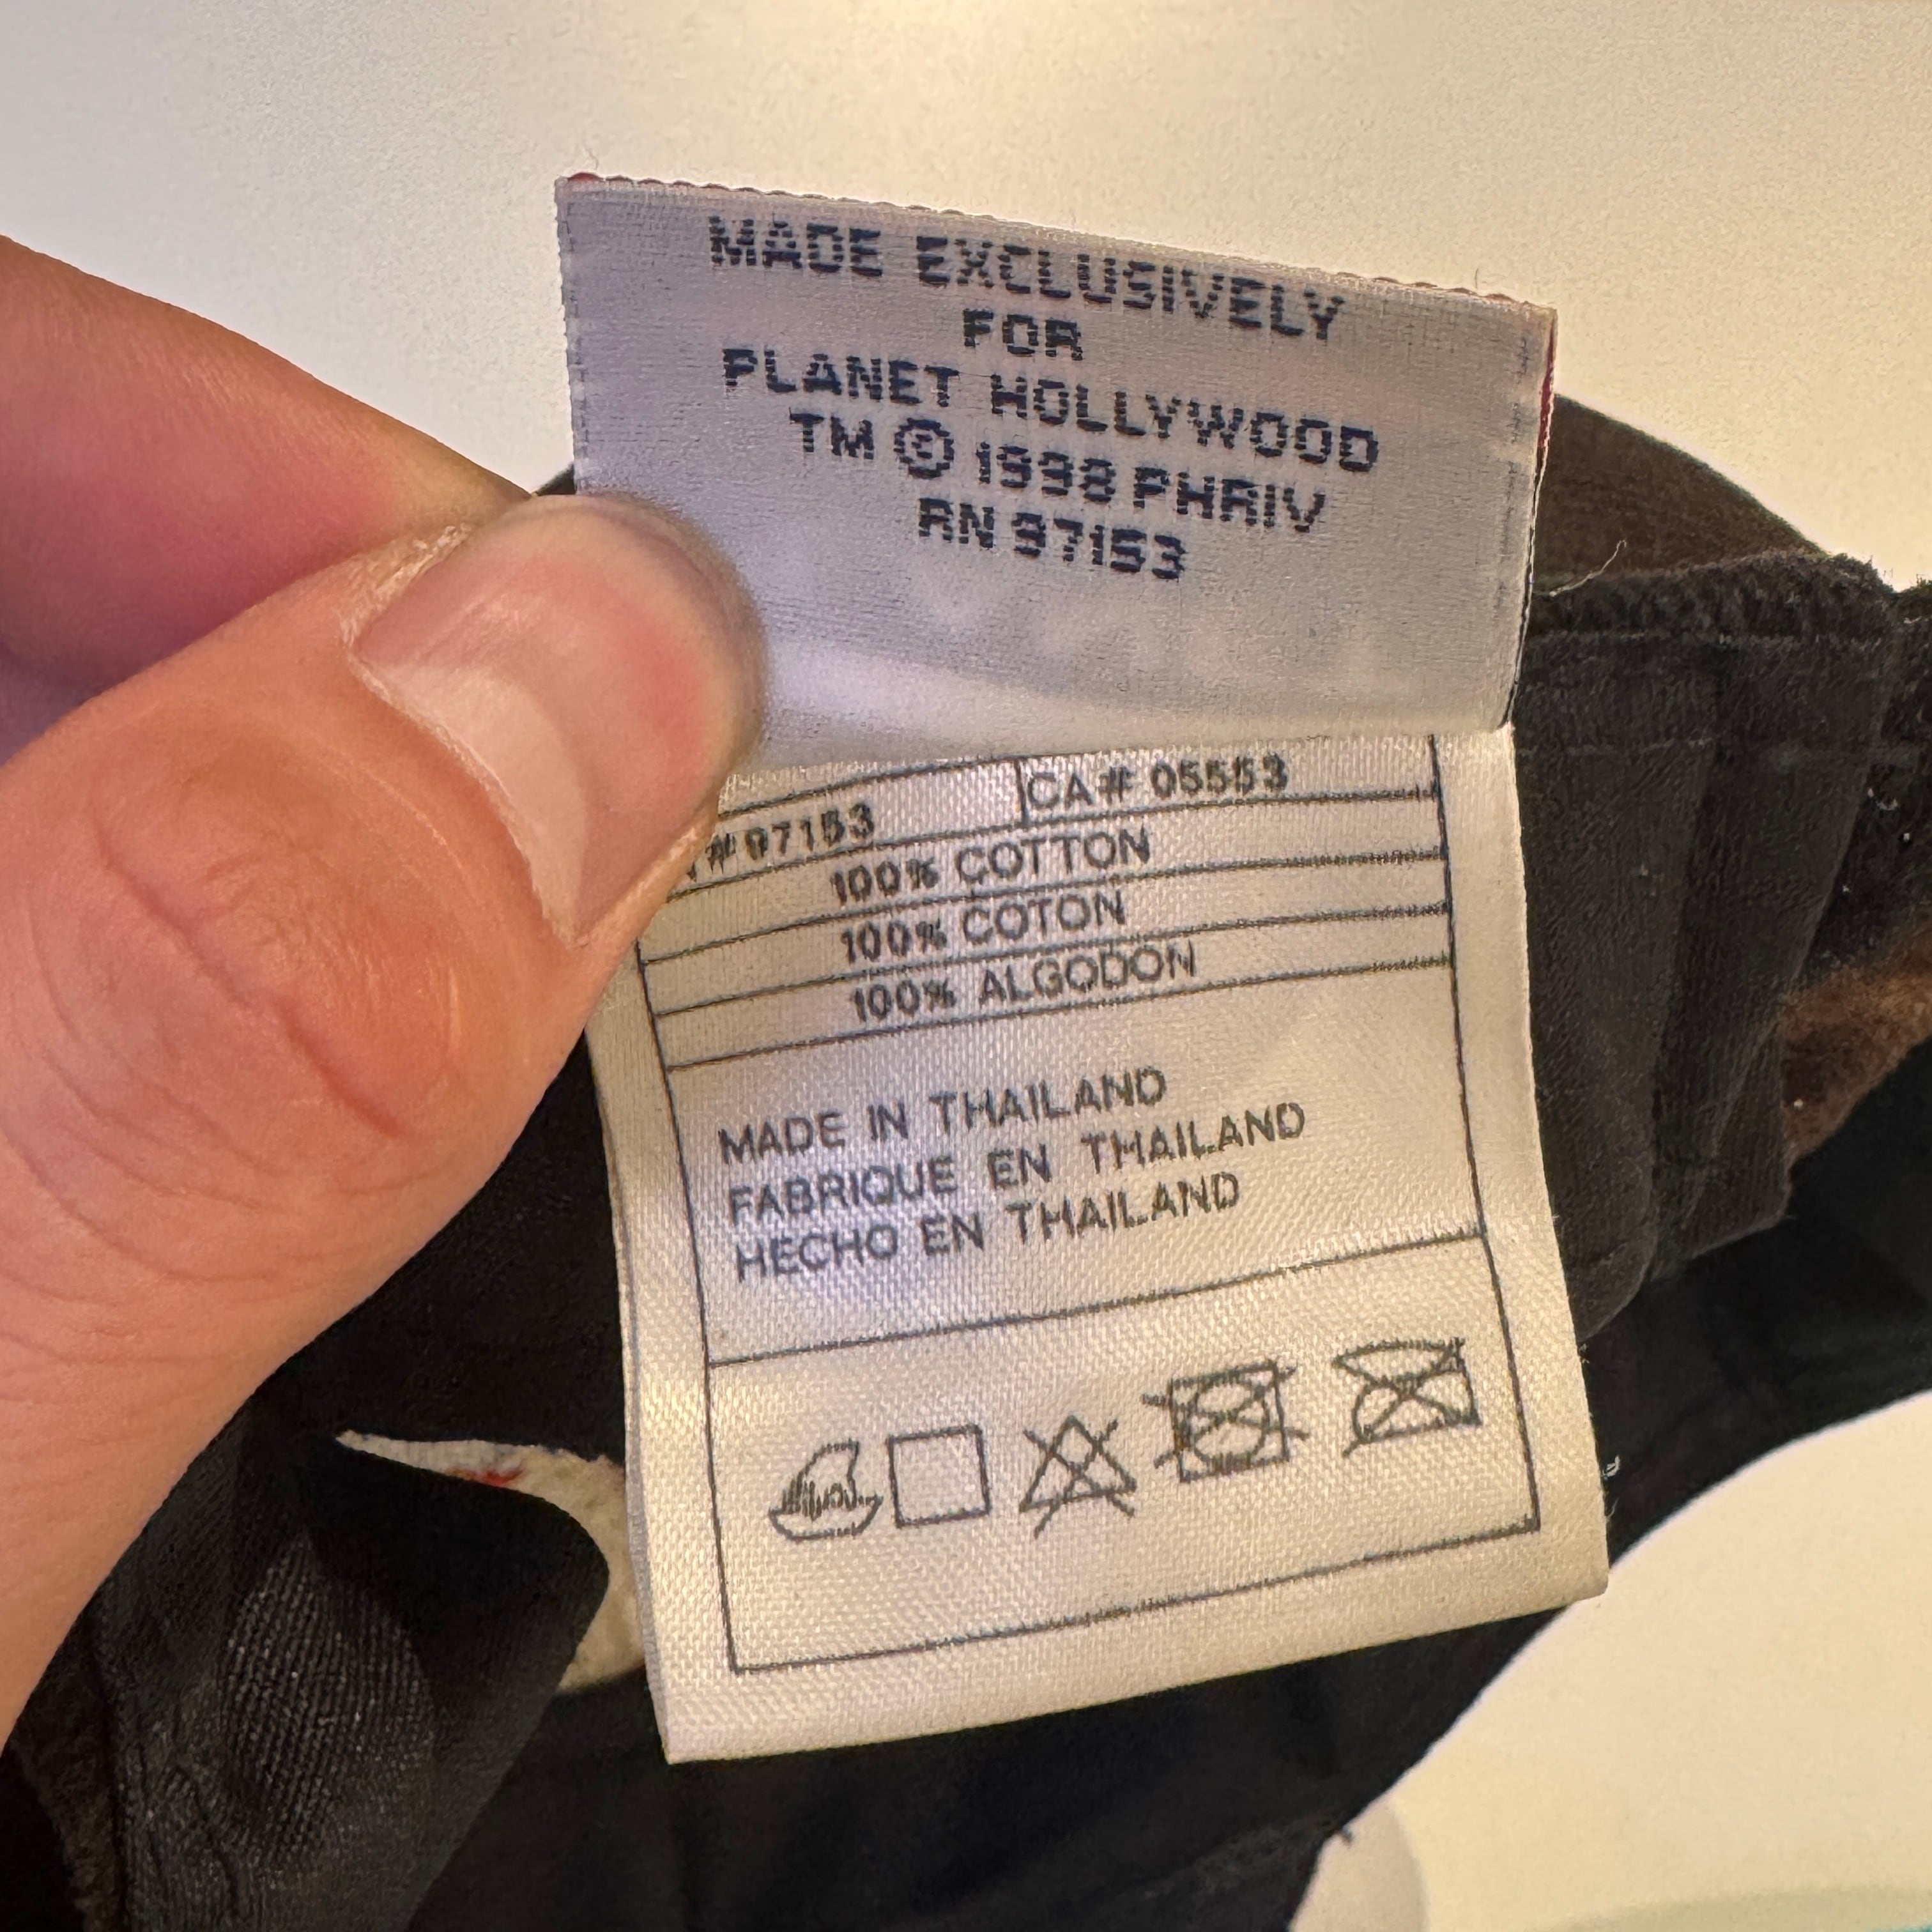 MADE EXCLUSIVELY
FOR
PLANET HOLLYWOOD
TM © 1998 PHRIV
RN 97153
#97153 CA# 05553
100% COTTON
100% COTON
100% ALGODON
MADE IN THAILAND
FABRIQUE EN THAILAND
HECHO EN THAILAND